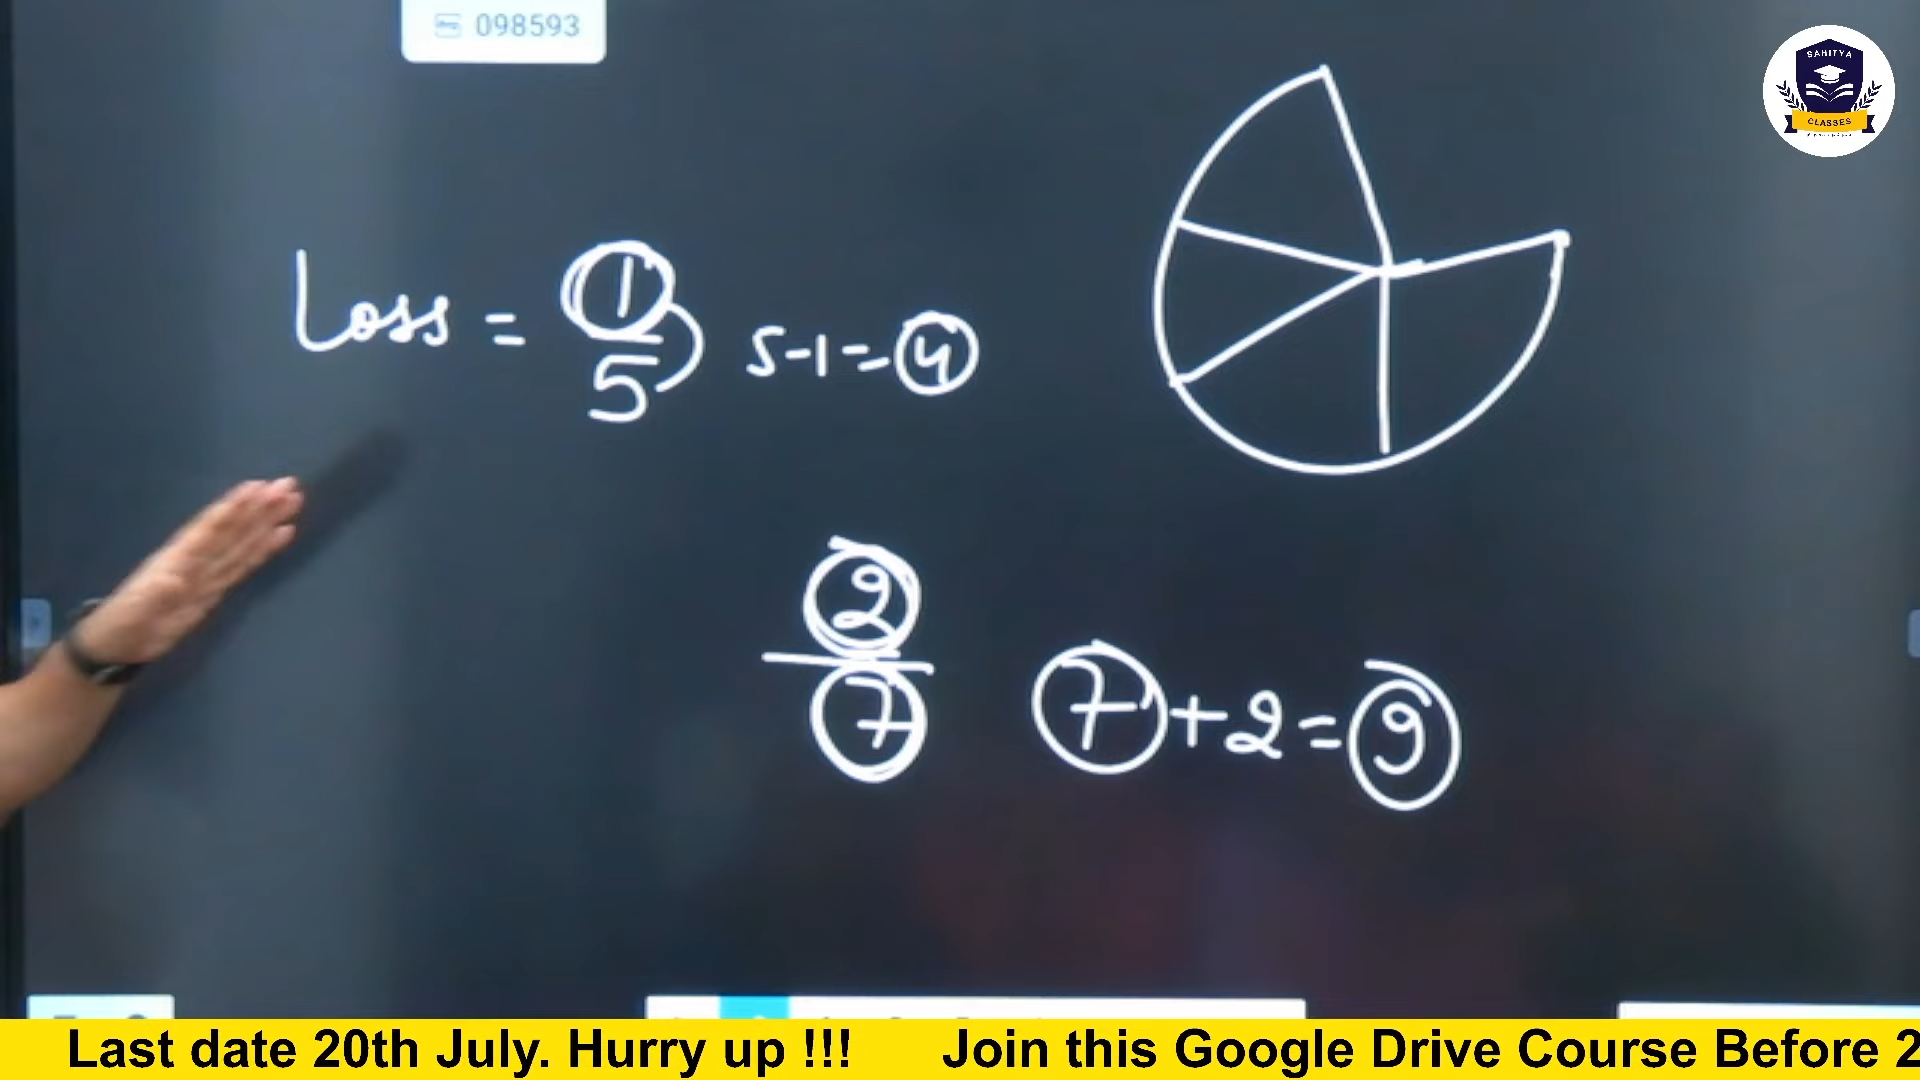 098593
SAHITYA
CLASSES
Loss = 1/5 5-1=4
2/7 7+2=9
Last date 20th July. Hurry up !!! Join this Google Drive Course Before 2